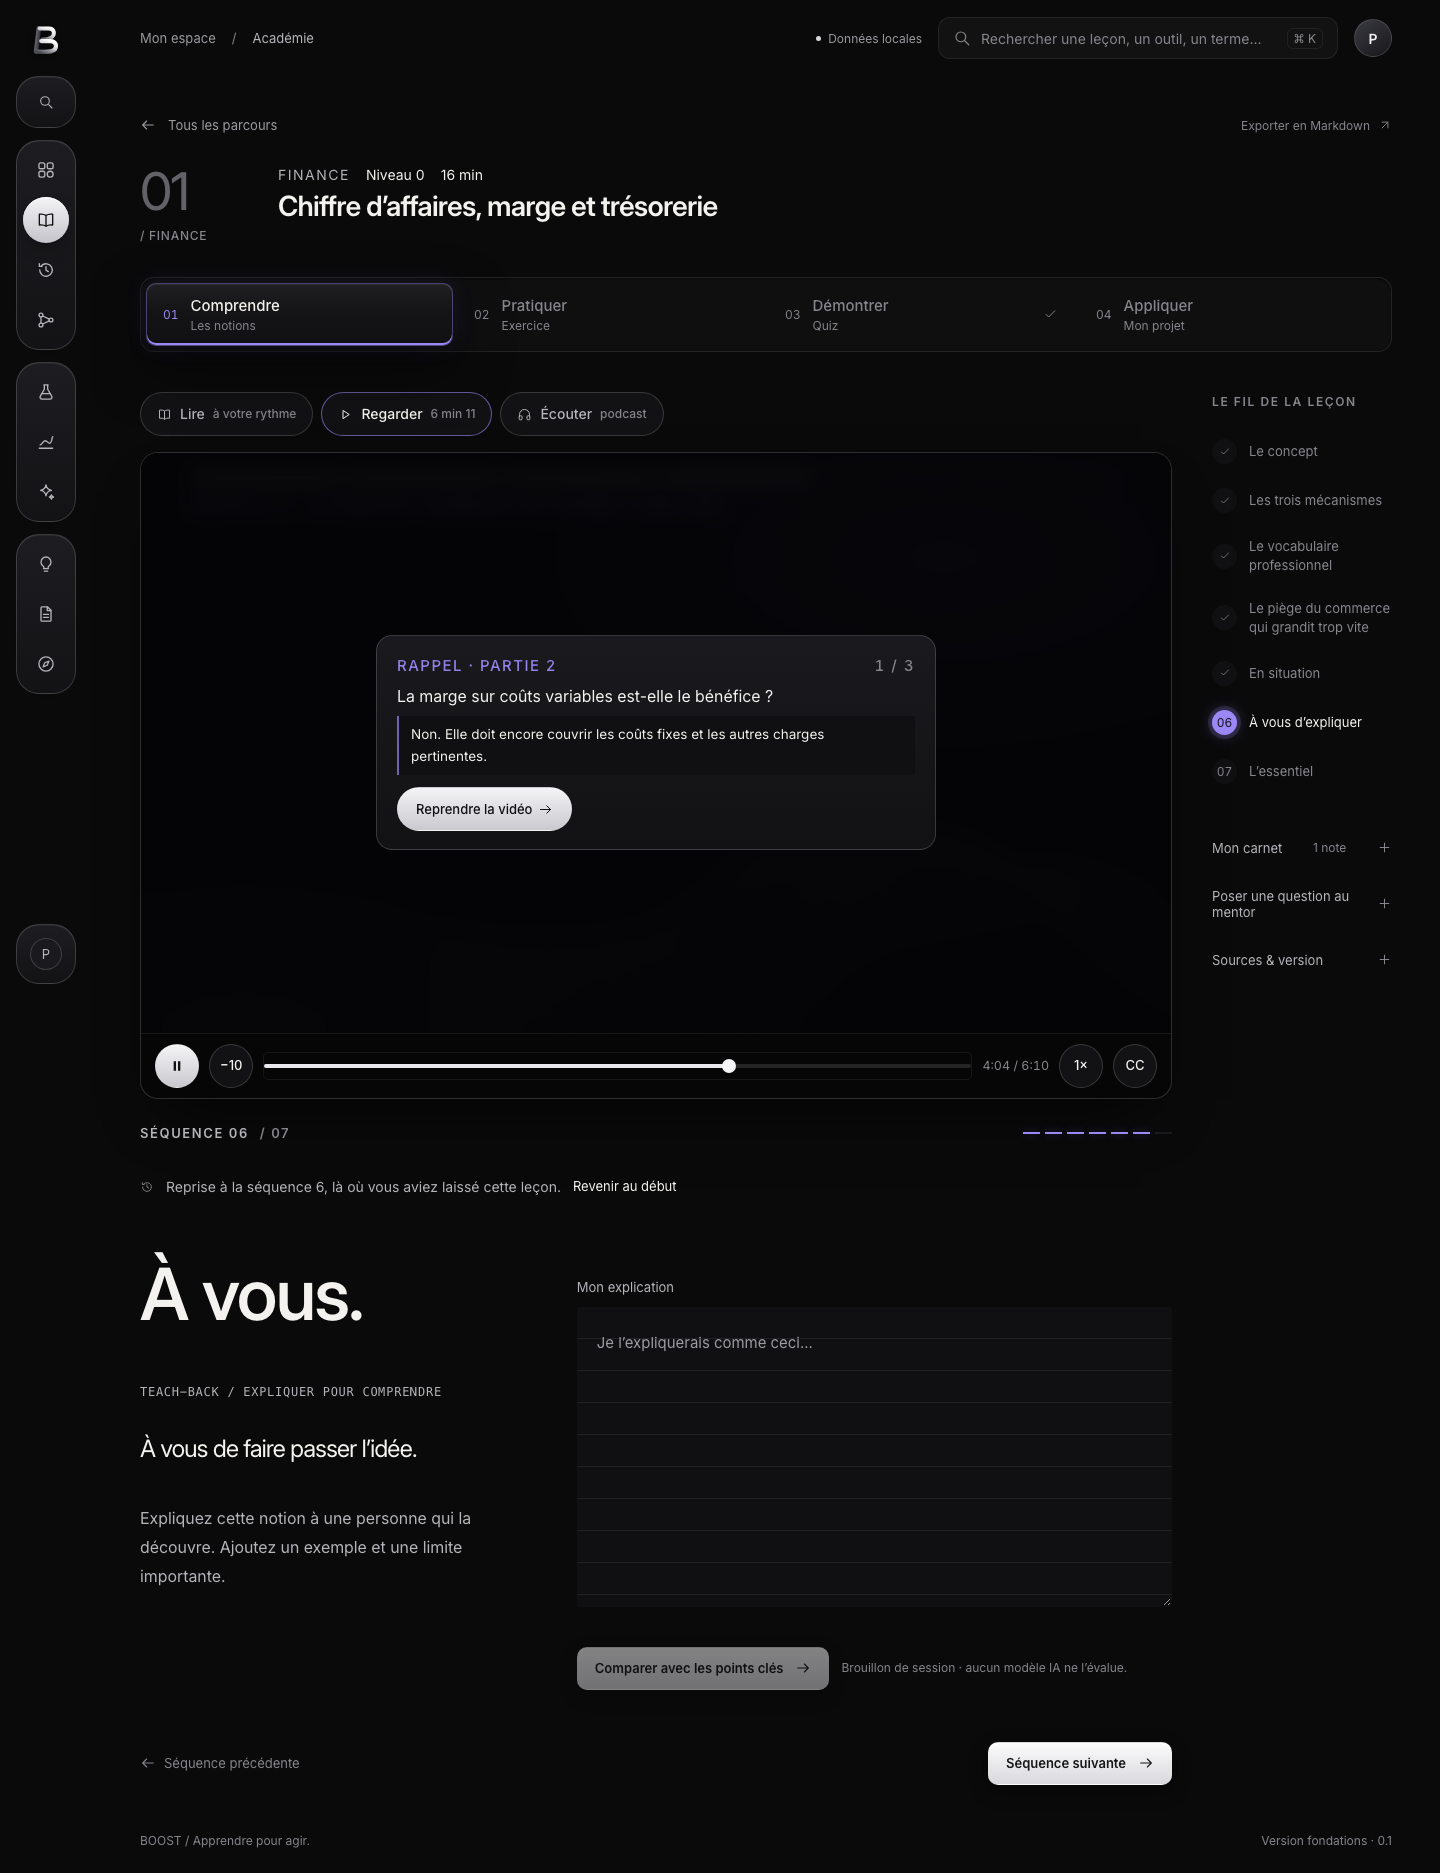 B
Mon espace / Académie
Données locales
Rechercher une leçon, un outil, un terme...
⌘ K
P
Tous les parcours
Exporter en Markdown
01
/ FINANCE
FINANCE Niveau 0 16 min
Chiffre d’affaires, marge et trésorerie
01 Comprendre
Les notions
02 Pratiquer
Exercice
03 Démontrer
Quiz
04 Appliquer
Mon projet
Lire à votre rythme
Regarder 6 min 11
Écouter podcast
RAPPEL · PARTIE 2 1 / 3
La marge sur coûts variables est-elle le bénéfice ?
Non. Elle doit encore couvrir les coûts fixes et les autres charges
pertinentes.
Reprendre la vidéo →
−10
4:04 / 6:10
1×
CC
LE FIL DE LA LEÇON
Le concept
Les trois mécanismes
Le vocabulaire
professionnel
Le piège du commerce
qui grandit trop vite
En situation
06 À vous d’expliquer
07 L’essentiel
Mon carnet 1 note +
Poser une question au
mentor +
Sources & version +
P
SÉQUENCE 06 / 07
Reprise à la séquence 6, là où vous aviez laissé cette leçon. Revenir au début
À vous.
TEACH-BACK / EXPLIQUER POUR COMPRENDRE
À vous de faire passer l’idée.
Expliquez cette notion à une personne qui la
découvre. Ajoutez un exemple et une limite
importante.
Mon explication
Je l’expliquerais comme ceci...
Comparer avec les points clés →
Brouillon de session · aucun modèle IA ne l’évalue.
← Séquence précédente
Séquence suivante →
BOOST / Apprendre pour agir.
Version fondations · 0.1